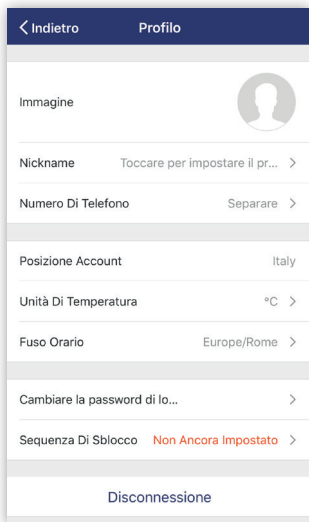 Indietro Profilo
Immagine
Nickname Toccare per impostare il pr...
Numero Di Telefono Separare
Posizione Account Italy
Unità Di Temperatura °C
Fuso Orario Europe/Rome
Cambiare la password di lo...
Sequenza Di Sblocco Non Ancora Impostato
Disconnessione